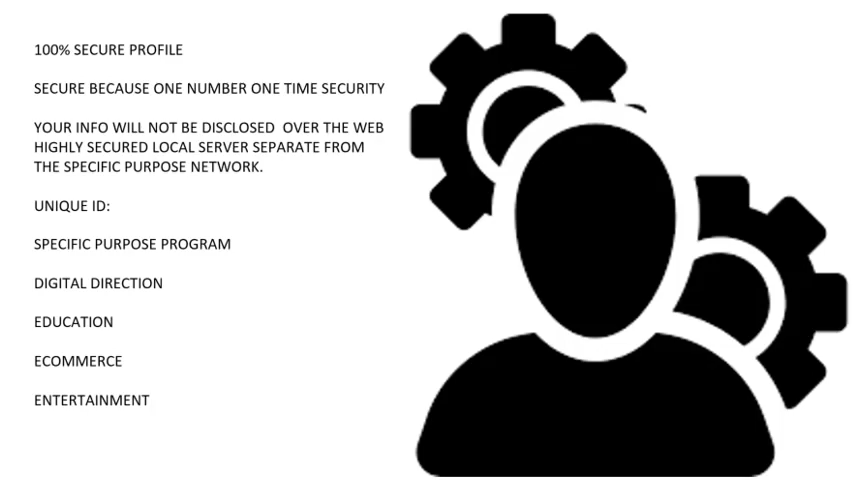 100% SECURE PROFILE
SECURE BECAUSE ONE NUMBER ONE TIME SECURITY
YOUR INFO WILL NOT BE DISCLOSED  OVER THE WEB
HIGHLY SECURED LOCAL SERVER SEPARATE FROM
THE SPECIFIC PURPOSE NETWORK.
UNIQUE ID:
SPECIFIC PURPOSE PROGRAM
DIGITAL DIRECTION
EDUCATION
ECOMMERCE
ENTERTAINMENT